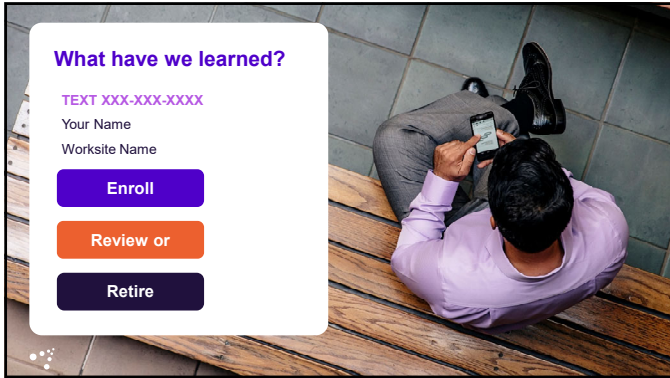 What have we learned?
TEXT XXX-XXX-XXXX
Your Name
Worksite Name
Enroll
Review or
Retire